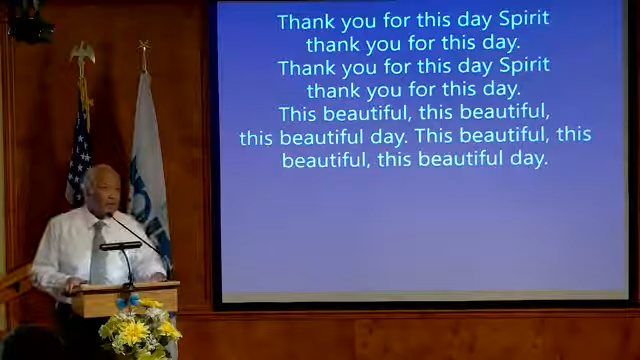 Thank you for this day Spirit
thank you for this day.
Thank you for this day Spirit
thank you for this day.
This beautiful, this beautiful,
this beautiful day. This beautiful, this
beautiful, this beautiful day.